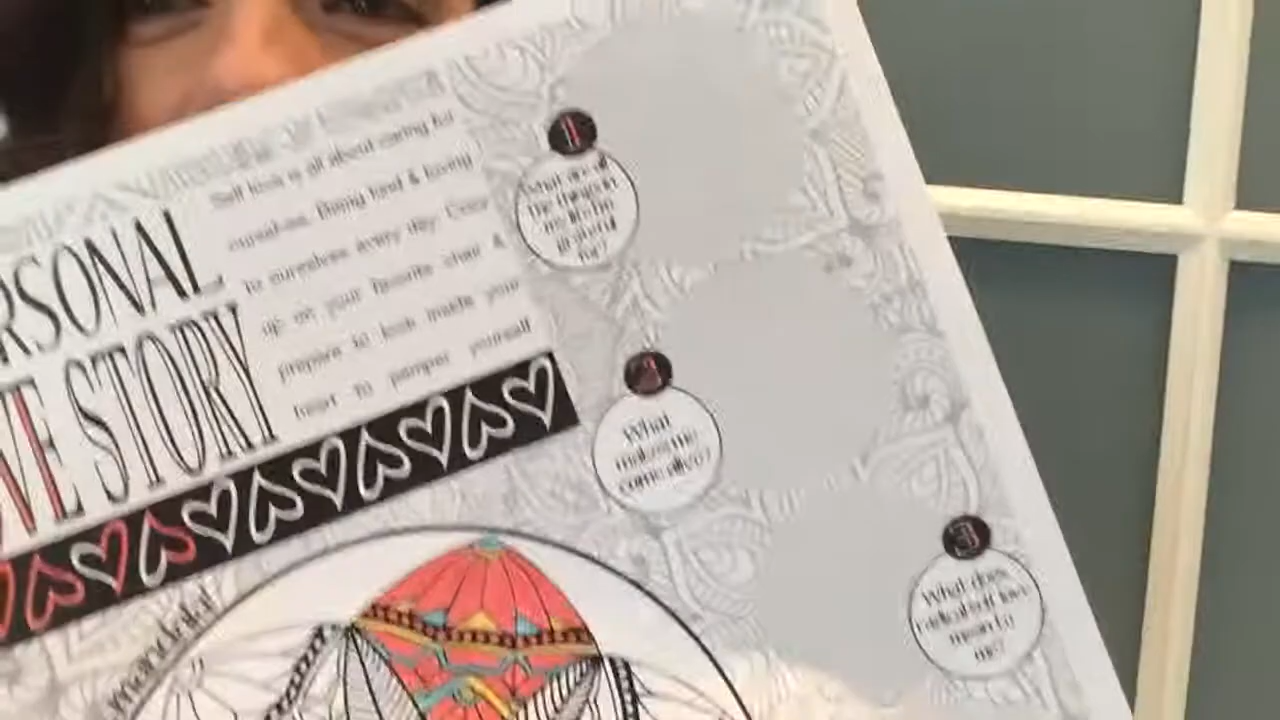 RSONAL
VE STORY
Self love is all about caring for
ourselves. Being kind & loving
to ourselves every day. Cozy
up on your favorite chair &
prepare to look inside your
heart to pamper yourself
1
What are all
the things in
my life I'm
grateful
for?
2
What
makes me
come alive?
3
What does
radical self love
mean to
me?
mandala!